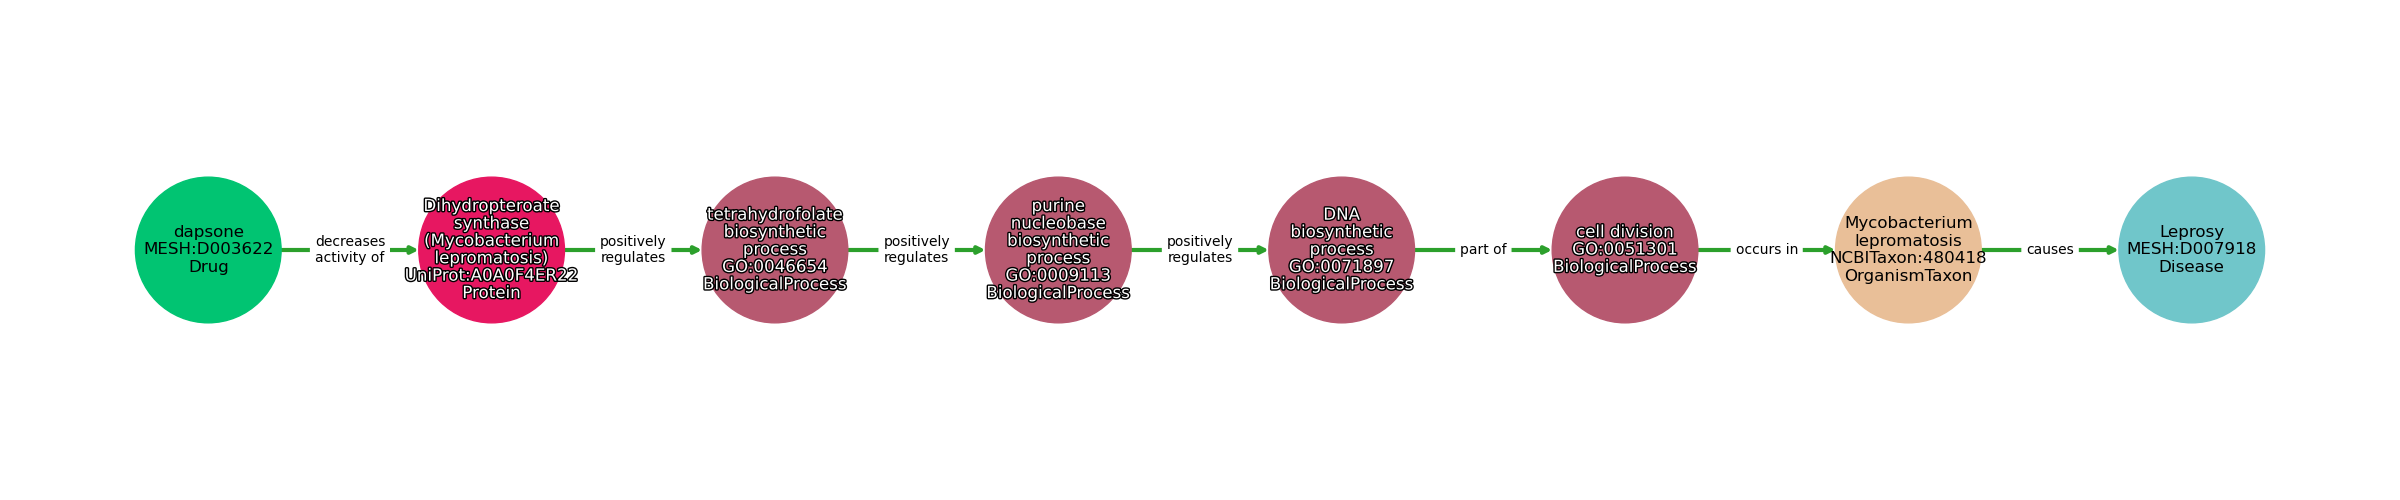 dapsone
MESH:D003622
Drug
decreases
activity of
Dihydropteroate
synthase
(Mycobacterium
lepromatosis)
UniProt:A0A0F4ER22
Protein
positively
regulates
tetrahydrofolate
biosynthetic
process
GO:0046654
BiologicalProcess
positively
regulates
purine
nucleobase
biosynthetic
process
GO:0009113
BiologicalProcess
positively
regulates
DNA
biosynthetic
process
GO:0071897
BiologicalProcess
part of
cell division
GO:0051301
BiologicalProcess
occurs in
Mycobacterium
lepromatosis
NCBITaxon:480418
OrganismTaxon
causes
Leprosy
MESH:D007918
Disease